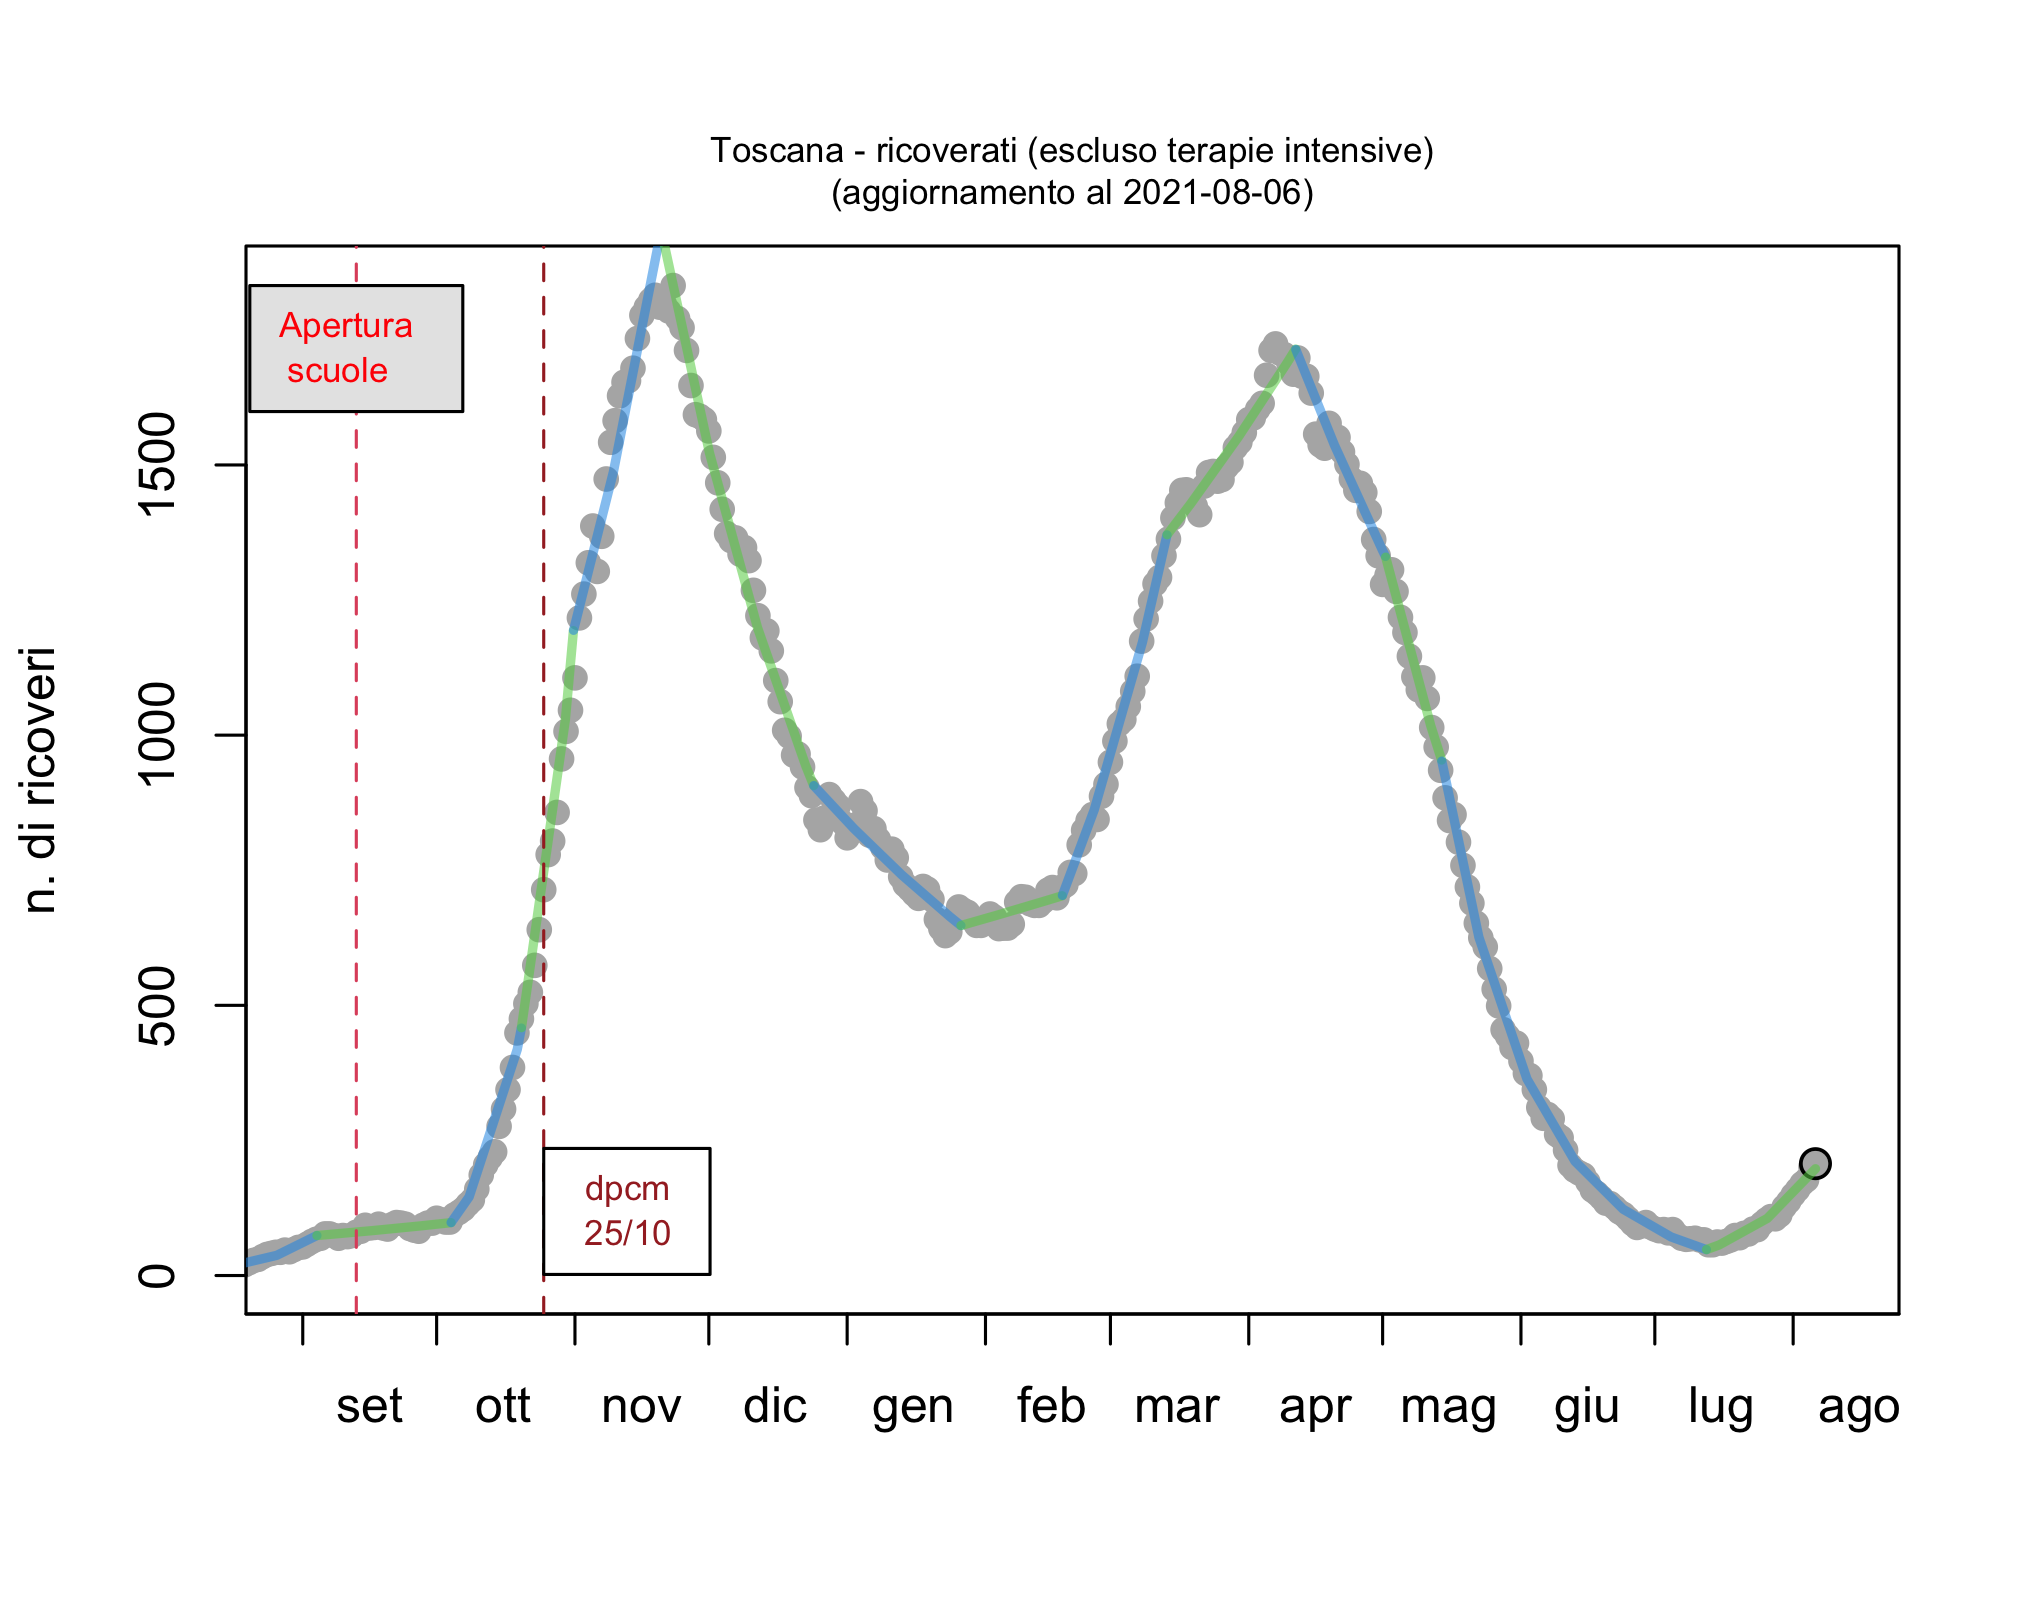 Toscana - ricoverati (escluso terapie intensive)
(aggiornamento al 2021-08-06)
Apertura
scuole
1500
1000
500
0
n. di ricoveri
dpcm
25/10
set ott nov dic gen feb mar apr mag giu lug ago